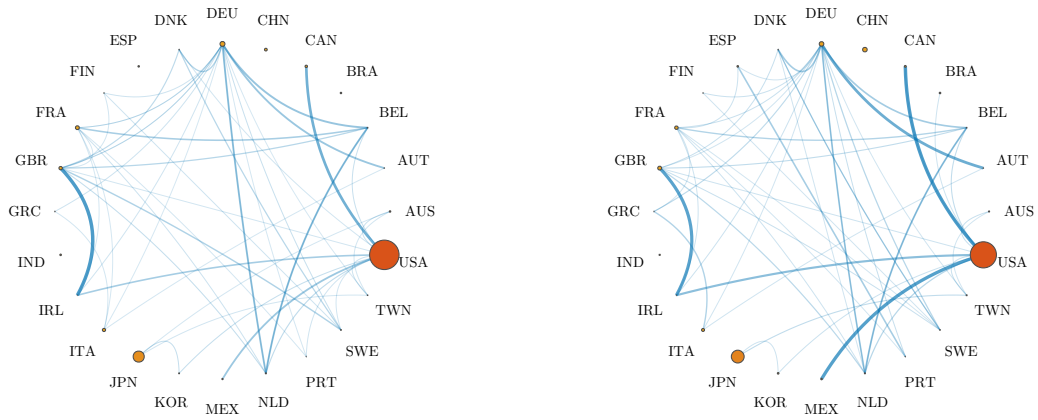 DEU
DNK
CHN
ESP
CAN
FIN
BRA
FRA
BEL
GBR
AUT
GRC
AUS
IND
USA
IRL
TWN
ITA
SWE
JPN
PRT
KOR
NLD
MEX
DEU
DNK
CHN
ESP
CAN
FIN
BRA
FRA
BEL
GBR
AUT
GRC
AUS
IND
USA
IRL
TWN
ITA
SWE
JPN
PRT
KOR
NLD
MEX